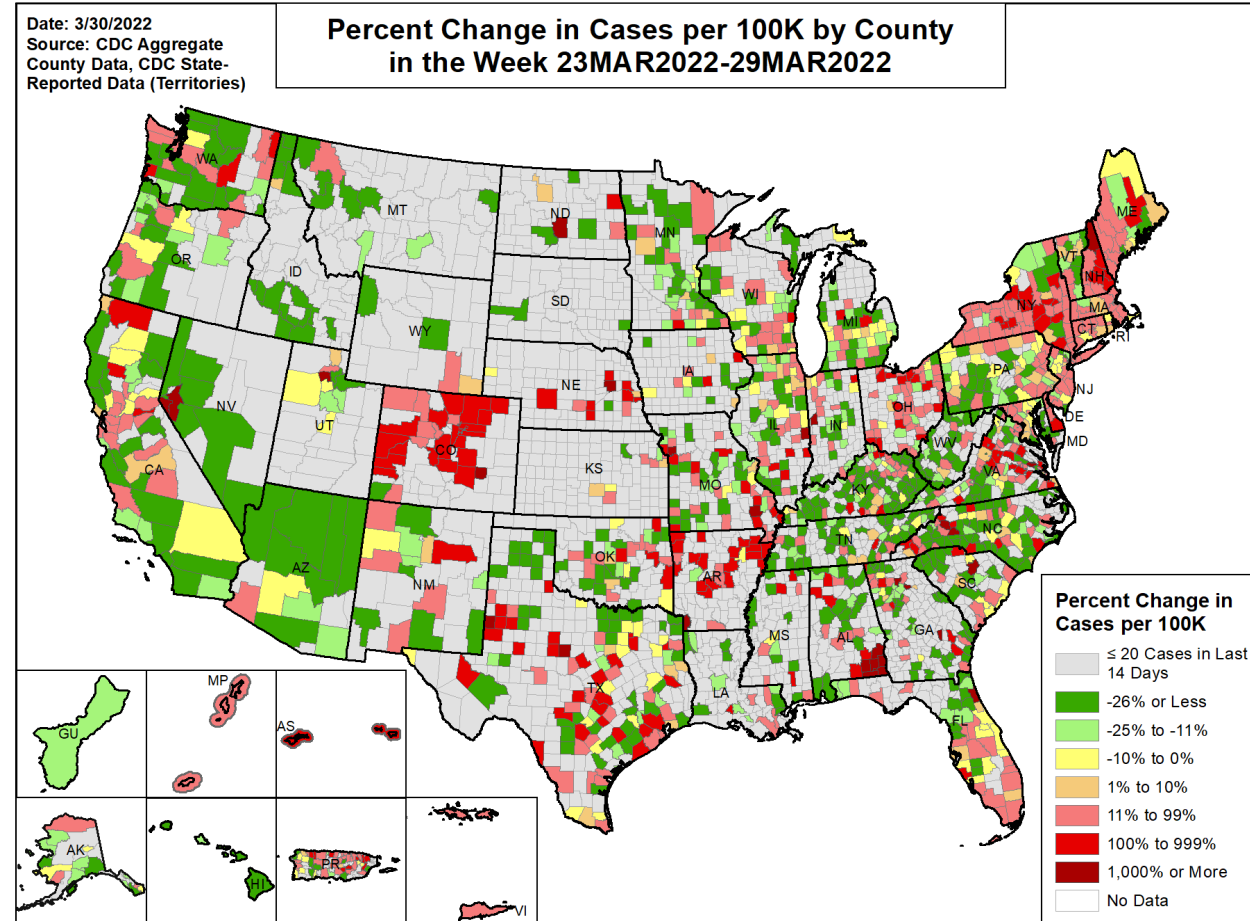 Date: 3/30/2022
Source: CDC Aggregate
County Data, CDC State-
Reported Data (Territories)
Percent Change in Cases per 100K by County
in the Week 23MAR2022-29MAR2022
WA
MT
ND
MN
ME
OR
ID
SD
WI
MI
VT
NH
NY
MA
CT
RI
WY
NE
IA
PA
NJ
NV
UT
CO
IL
IN
OH
DE
MD
WV
VA
CA
KS
MO
KY
AZ
NM
OK
AR
TN
NC
SC
MS
AL
GA
TX
LA
FL
GU
MP
AS
AK
HI
PR
VI
Percent Change in
Cases per 100K
≤ 20 Cases in Last
14 Days
-26% or Less
-25% to -11%
-10% to 0%
1% to 10%
11% to 99%
100% to 999%
1,000% or More
No Data